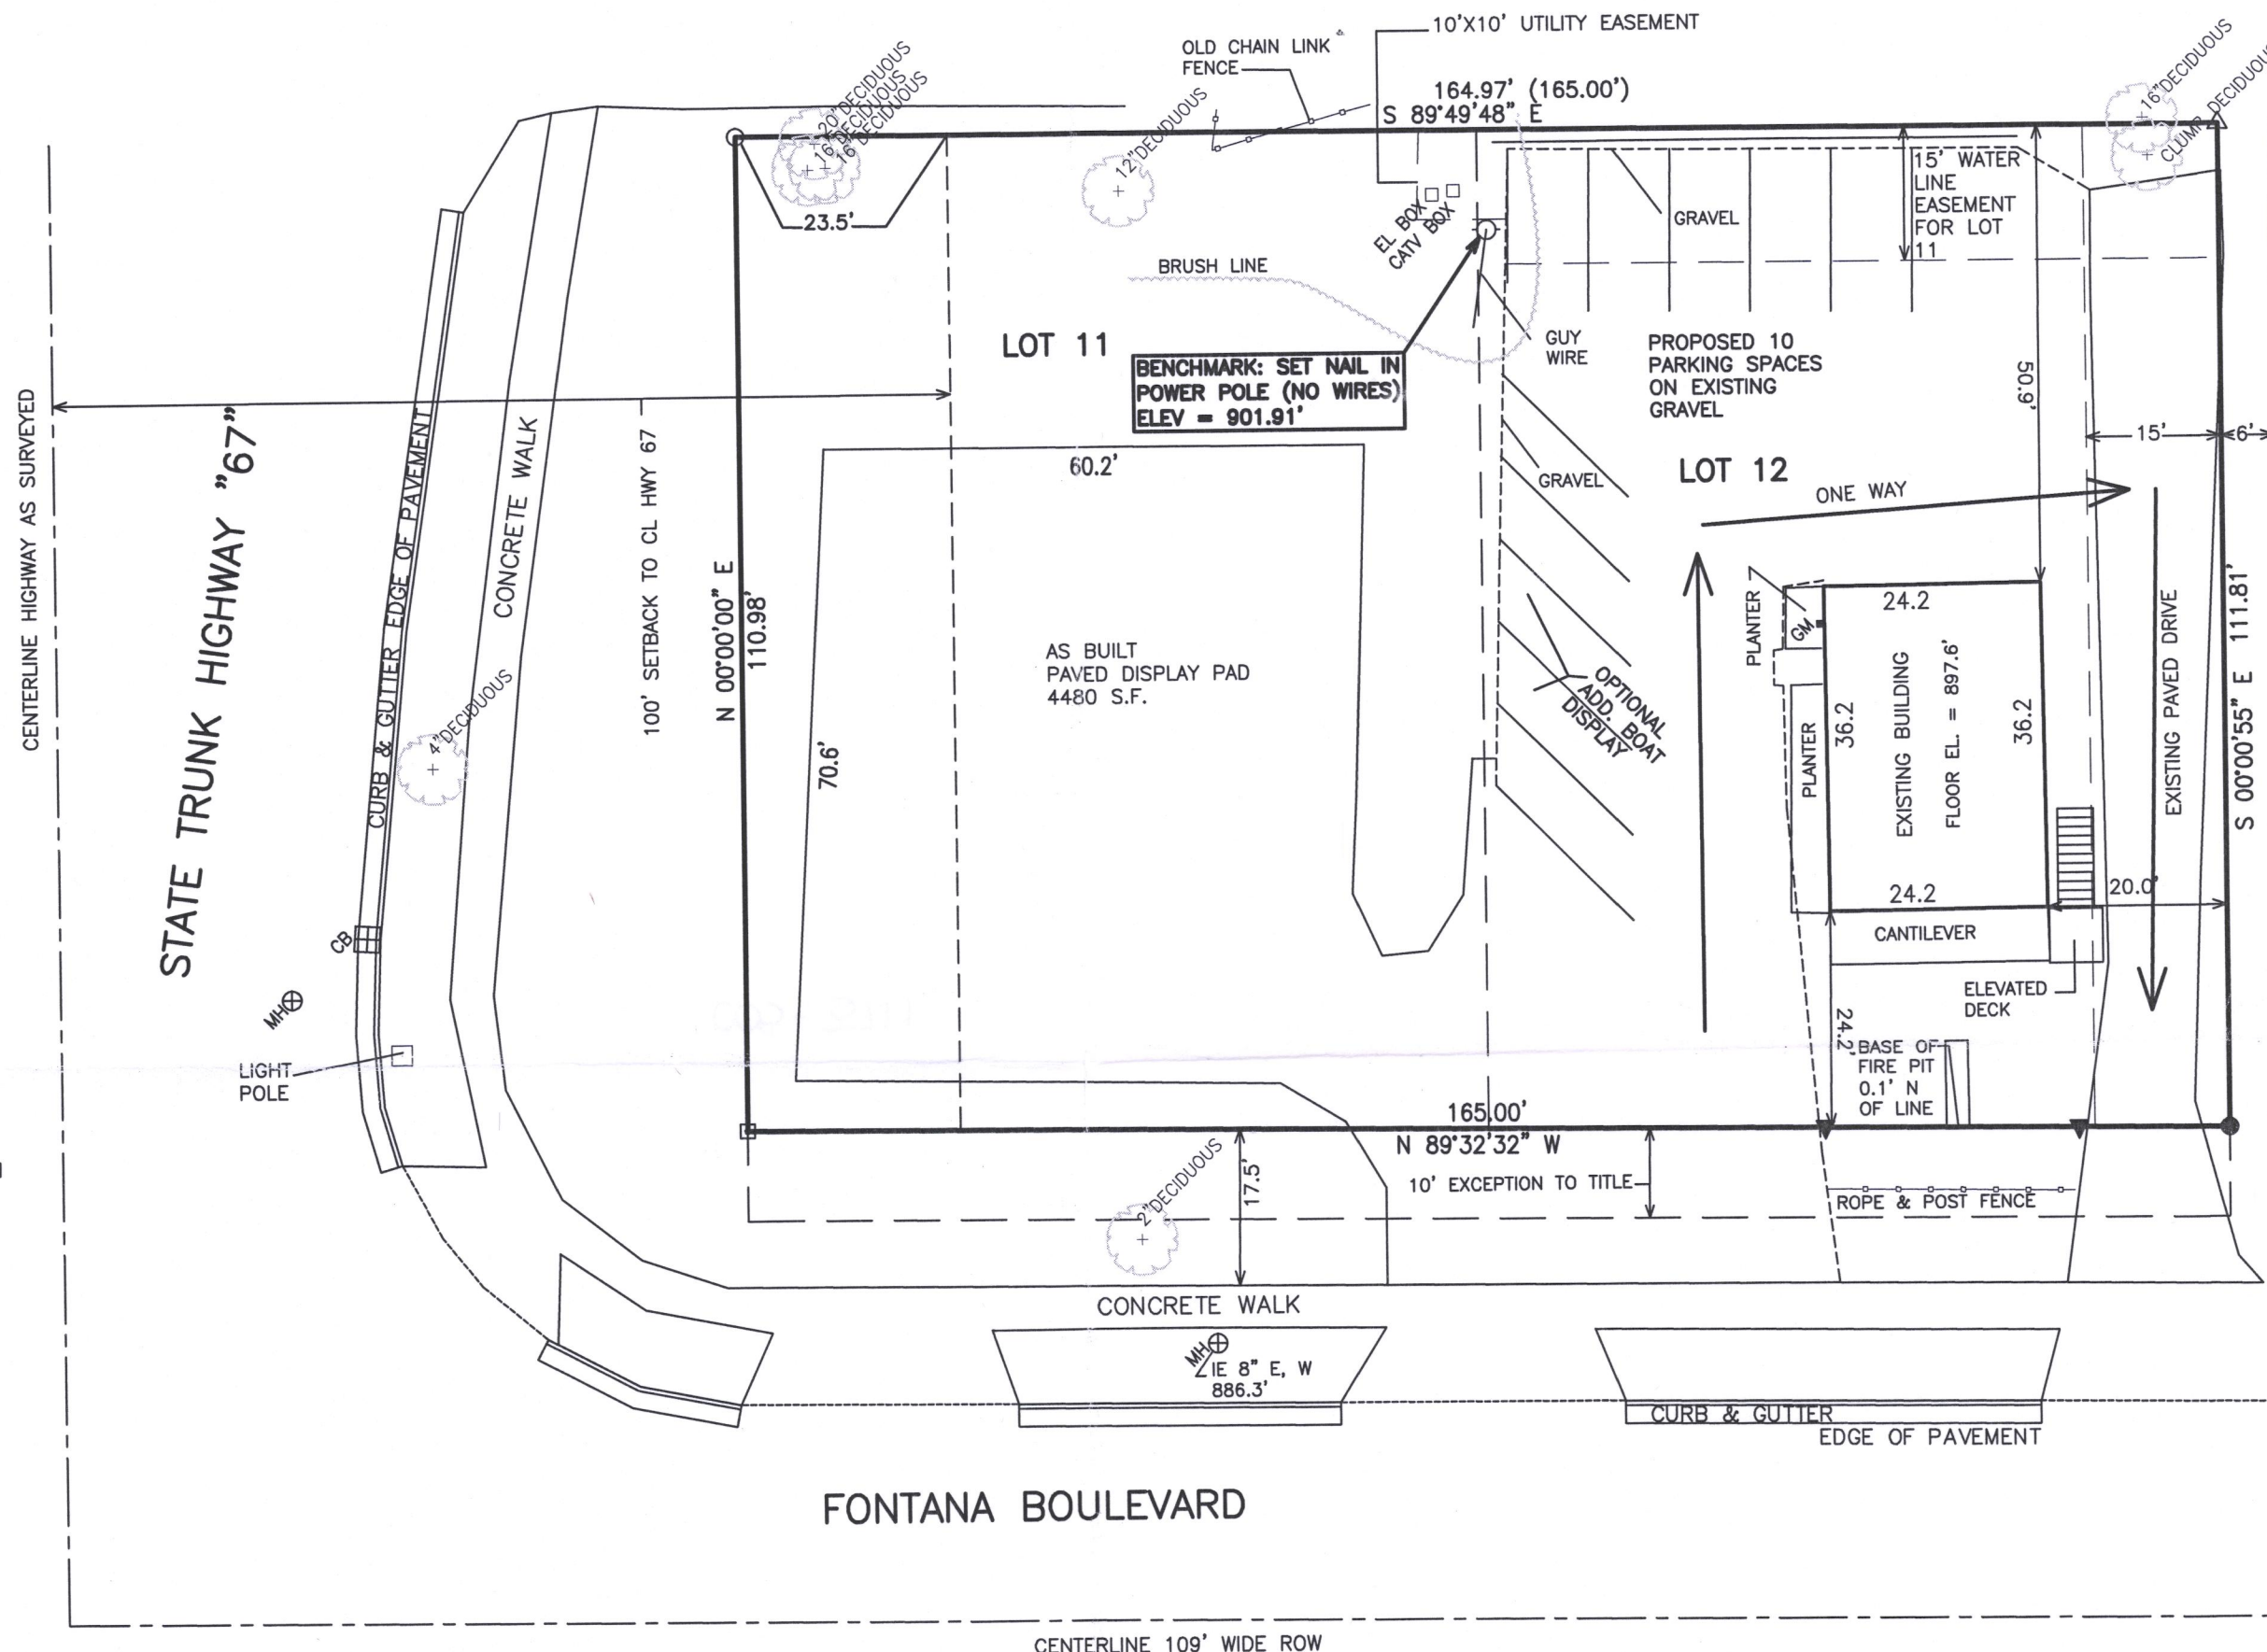 10'X10' UTILITY EASEMENT
OLD CHAIN LINK
FENCE
164.97' (165.00')
S 89°49'48" E
20"DECIDUOUS
16"DECIDUOUS
16"DECIDUOUS
12"DECIDUOUS
16"DECIDUOUS
CLUMP DECIDUOUS
23.5'
EL BOX
CATV BOX
GRAVEL
15' WATER
LINE
EASEMENT
FOR LOT
11
BRUSH LINE
LOT 11
GUY
WIRE
PROPOSED 10
PARKING SPACES
ON EXISTING
GRAVEL
50.9'
BENCHMARK: SET NAIL IN
POWER POLE (NO WIRES)
ELEV = 901.91'
CENTERLINE HIGHWAY AS SURVEYED
STATE TRUNK HIGHWAY "67"
CURB & GUTTER EDGE OF PAVEMENT
CONCRETE WALK
100' SETBACK TO CL HWY 67
N 00°00'00" E
110.98'
60.2'
GRAVEL
LOT 12
ONE WAY
15'
6'
AS BUILT
PAVED DISPLAY PAD
4480 S.F.
70.6'
OPTIONAL
ADD. BOAT
DISPLAY
PLANTER
GM
24.2
PLANTER
36.2
EXISTING BUILDING
FLOOR EL. = 897.6'
36.2
EXISTING PAVED DRIVE
S 00°00'55" E 111.81'
4"DECIDUOUS
24.2
20.0'
CANTILEVER
CB
MH
ELEVATED
DECK
24.2'
BASE OF
FIRE PIT
0.1' N
OF LINE
LIGHT
POLE
165.00'
N 89°32'32" W
2"DECIDUOUS
17.5'
10' EXCEPTION TO TITLE
ROPE & POST FENCE
CONCRETE WALK
MH
IE 8" E, W
886.3'
CURB & GUTTER
EDGE OF PAVEMENT
FONTANA BOULEVARD
CENTERLINE 109' WIDE ROW